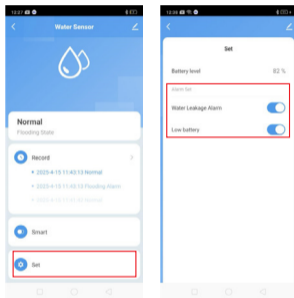 Water Sensor
Normal
Flooding State
Record
2023-4-15 11:43:13 Normal
2023-4-15 11:43:12 Flooding Alarm
Smart
Set
Set
Battery level
82 %
Alarm Set
Water Leakage Alarm
Low battery